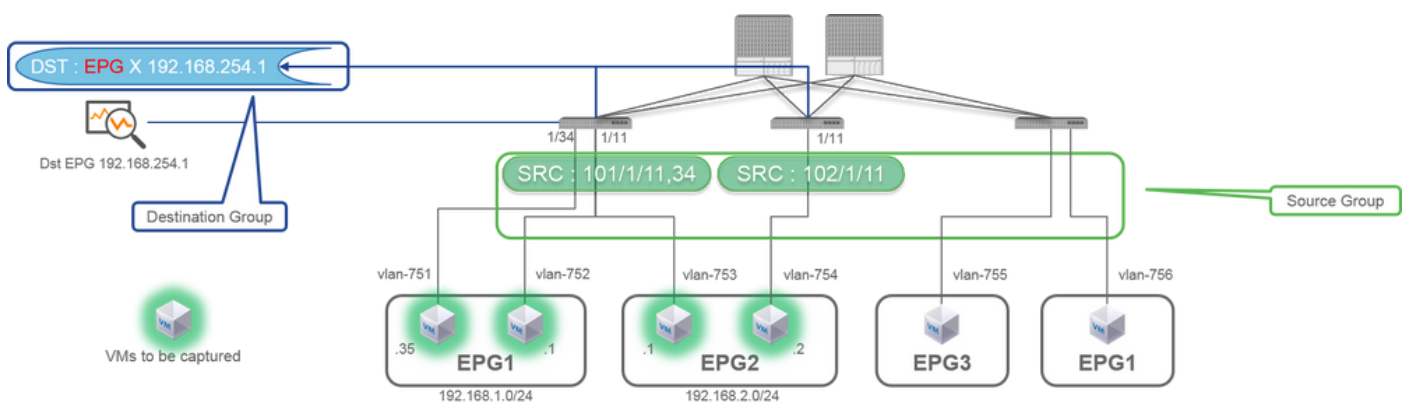 DST : EPG X 192.168.254.1
Dst EPG 192.168.254.1
Destination Group
1/34
1/11
1/11
SRC : 101/1/11,34
SRC : 102/1/11
Source Group
vlan-751
vlan-752
vlan-753
vlan-754
vlan-755
vlan-756
VM
VMs to be captured
VM
VM
VM
VM
VM
VM
.35
.1
.1
.2
EPG1
EPG2
EPG3
EPG1
192.168.1.0/24
192.168.2.0/24